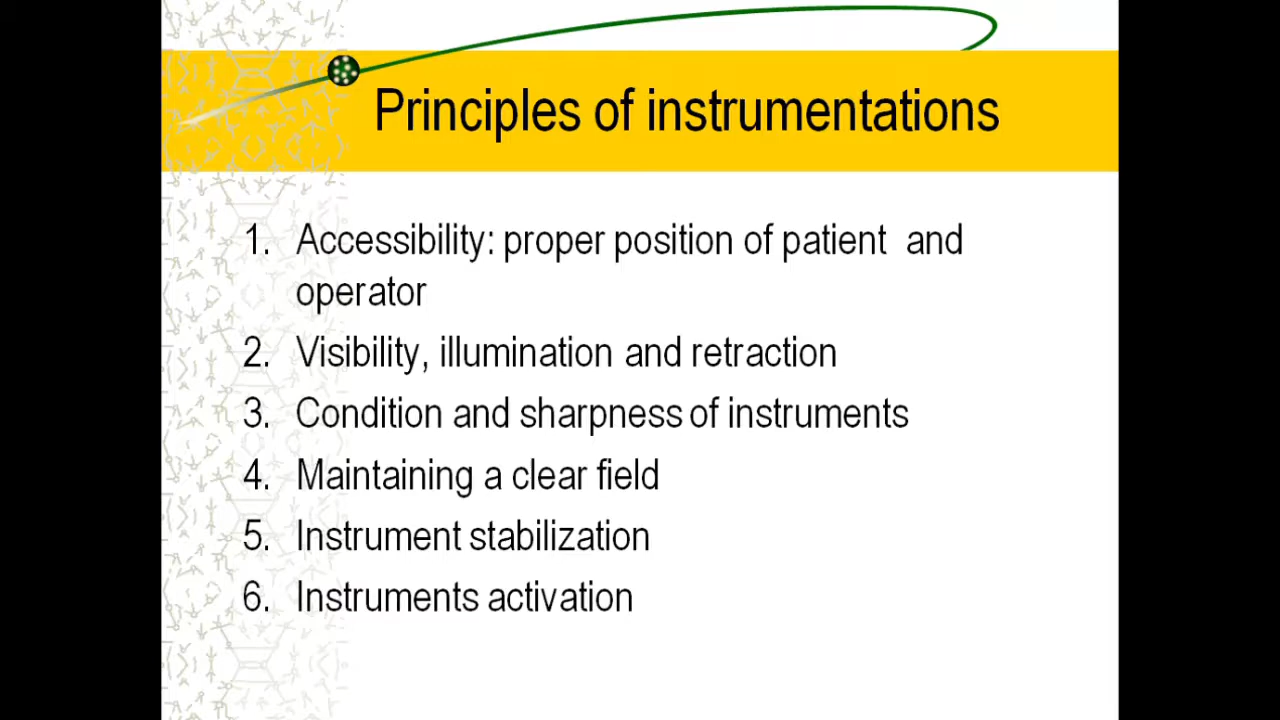 Principles of instrumentations
1. Accessibility: proper position of patient and
operator
2. Visibility, illumination and retraction
3. Condition and sharpness of instruments
4. Maintaining a clear field
5. Instrument stabilization
6. Instruments activation